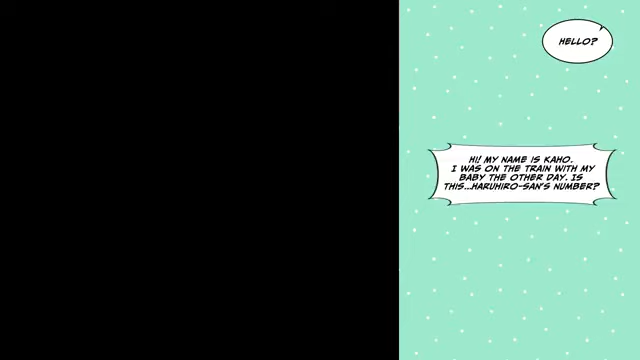 HELLO?
HI! MY NAME IS KAHO.
I WAS ON THE TRAIN WITH MY
BABY THE OTHER DAY. IS
THIS...HARUHIRO-SAN'S NUMBER?